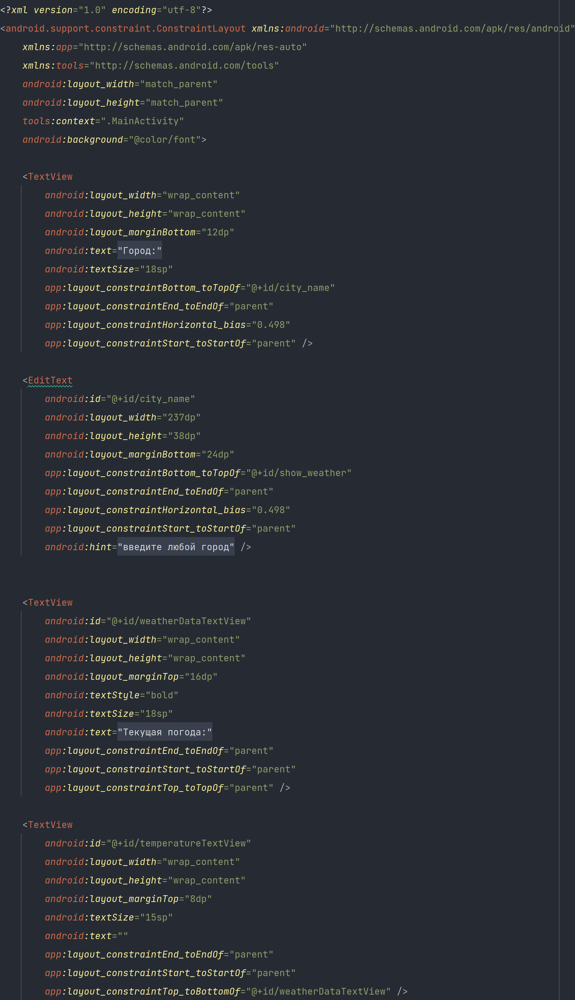 <?xml version="1.0" encoding="utf-8"?>
<android.support.constraint.ConstraintLayout xmlns:android="http://schemas.android.com/apk/res/android"
    xmlns:app="http://schemas.android.com/apk/res-auto"
    xmlns:tools="http://schemas.android.com/tools"
    android:layout_width="match_parent"
    android:layout_height="match_parent"
    tools:context=".MainActivity"
    android:background="@color/font">

    <TextView
        android:layout_width="wrap_content"
        android:layout_height="wrap_content"
        android:layout_marginBottom="12dp"
        android:text="Город:"
        android:textSize="18sp"
        app:layout_constraintBottom_toTopOf="@+id/city_name"
        app:layout_constraintEnd_toEndOf="parent"
        app:layout_constraintHorizontal_bias="0.498"
        app:layout_constraintStart_toStartOf="parent" />

    <EditText
        android:id="@+id/city_name"
        android:layout_width="237dp"
        android:layout_height="38dp"
        android:layout_marginBottom="24dp"
        app:layout_constraintBottom_toTopOf="@+id/show_weather"
        app:layout_constraintEnd_toEndOf="parent"
        app:layout_constraintHorizontal_bias="0.498"
        app:layout_constraintStart_toStartOf="parent"
        android:hint="введите любой город" />

    <TextView
        android:id="@+id/weatherDataTextView"
        android:layout_width="wrap_content"
        android:layout_height="wrap_content"
        android:layout_marginTop="16dp"
        android:textStyle="bold"
        android:textSize="18sp"
        android:text="Текущая погода:"
        app:layout_constraintEnd_toEndOf="parent"
        app:layout_constraintStart_toStartOf="parent"
        app:layout_constraintTop_toTopOf="parent" />

    <TextView
        android:id="@+id/temperatureTextView"
        android:layout_width="wrap_content"
        android:layout_height="wrap_content"
        android:layout_marginTop="8dp"
        android:textSize="15sp"
        android:text=""
        app:layout_constraintEnd_toEndOf="parent"
        app:layout_constraintStart_toStartOf="parent"
        app:layout_constraintTop_toBottomOf="@+id/weatherDataTextView" />